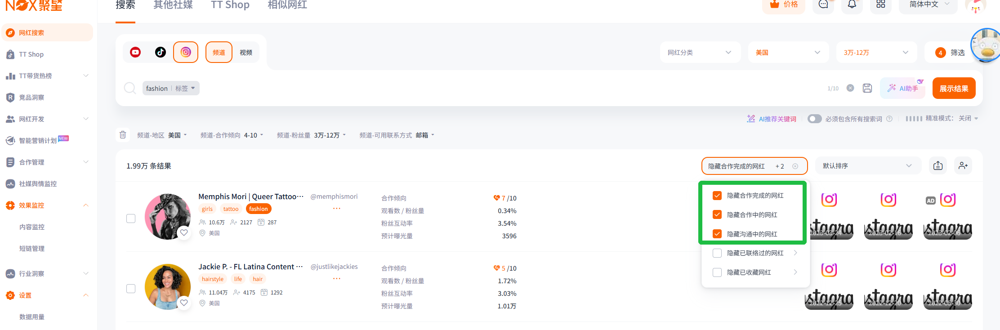 NOX聚星
搜索
其他社媒
TT Shop
相似网红
价格
简体中文
网红搜索
TT Shop
TT带货热榜
竞品洞察
网红开发
智能营销计划 NEW
合作管理
社媒舆情监控
效果监控
内容监控
短链管理
行业洞察
设置
数据用量
频道
视频
网红分类
美国
3万-12万
4 筛选
fashion | 标签
1/10
AI助手
展示结果
AI推荐关键词
必须包含所有搜索词
精准模式： 关闭
频道-地区 美国
频道-合作倾向 4-10
频道-粉丝量 3万-12万
频道-可用联系方式 邮箱
1.99万 条结果
隐藏合作完成的网红 + 2
默认排序
隐藏合作完成的网红
隐藏合作中的网红
隐藏沟通中的网红
隐藏已联络过的网红
隐藏已收藏网红
Memphis Mori | Queer Tattoo···
@memphismori
girls
tattoo
fashion
10.6万 2127 287
美国
合作倾向 7 /10
观看数 / 粉丝量 0.34%
粉丝互动率 3.54%
预计曝光量 3596
AD
stagra stagra stagra
2023-03-24 2023-02-16 2023-02-06
Jackie P. - FL Latina Content ···
@justlikejackies
hairstyle
life
hair
11.04万 4175 1292
美国
合作倾向 5 /10
观看数 / 粉丝量 1.72%
粉丝互动率 3.03%
预计曝光量 1.01万
stagra stagra stagra
2022-12-25 2022-12-20 2022-05-30